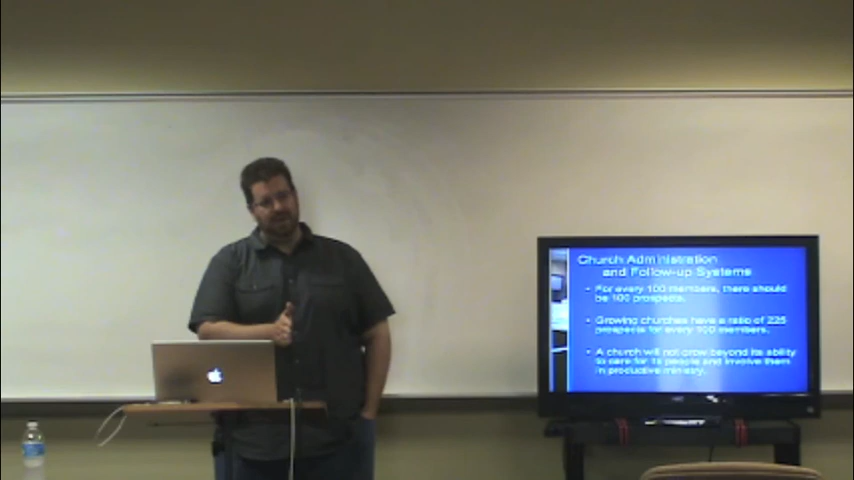 Church Administration
and Follow-up Systems
• For every 100 members, there should
be 100 prospects.
• Growing churches have a ratio of 225
prospects for every 100 members.
• A church will not grow beyond its ability
to care for its people and involve them
in productive ministry.